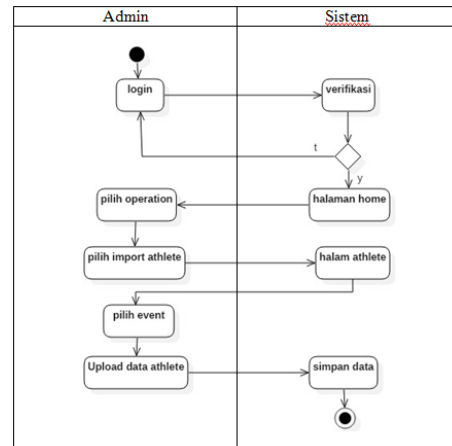 Admin
Sistem
login
verifikasi
t
y
pilih operation
halaman home
pilih import athlete
halam athlete
pilih event
Upload data athlete
simpan data